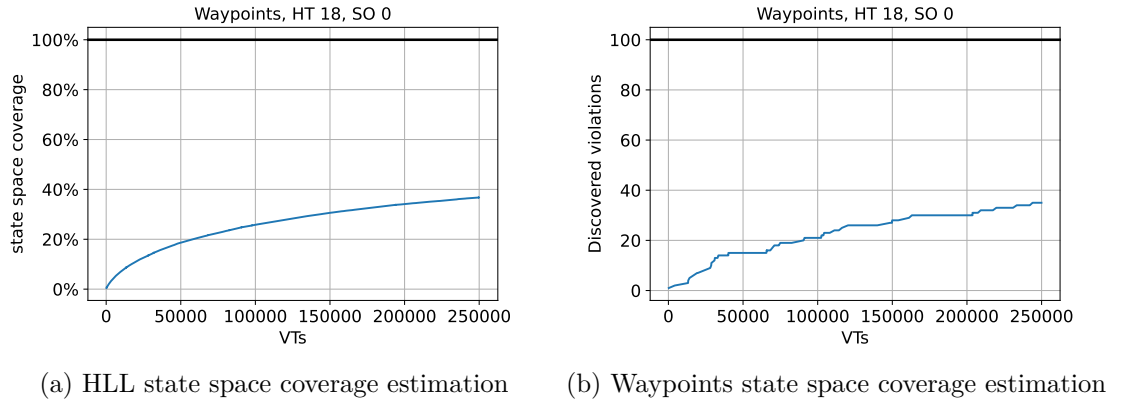 Waypoints, HT 18, SO 0
100%
80%
60%
40%
20%
0%
state space coverage
0 50000 100000 150000 200000 250000
VTs
(a) HLL state space coverage estimation
Waypoints, HT 18, SO 0
100
80
60
40
20
0
Discovered violations
0 50000 100000 150000 200000 250000
VTs
(b) Waypoints state space coverage estimation